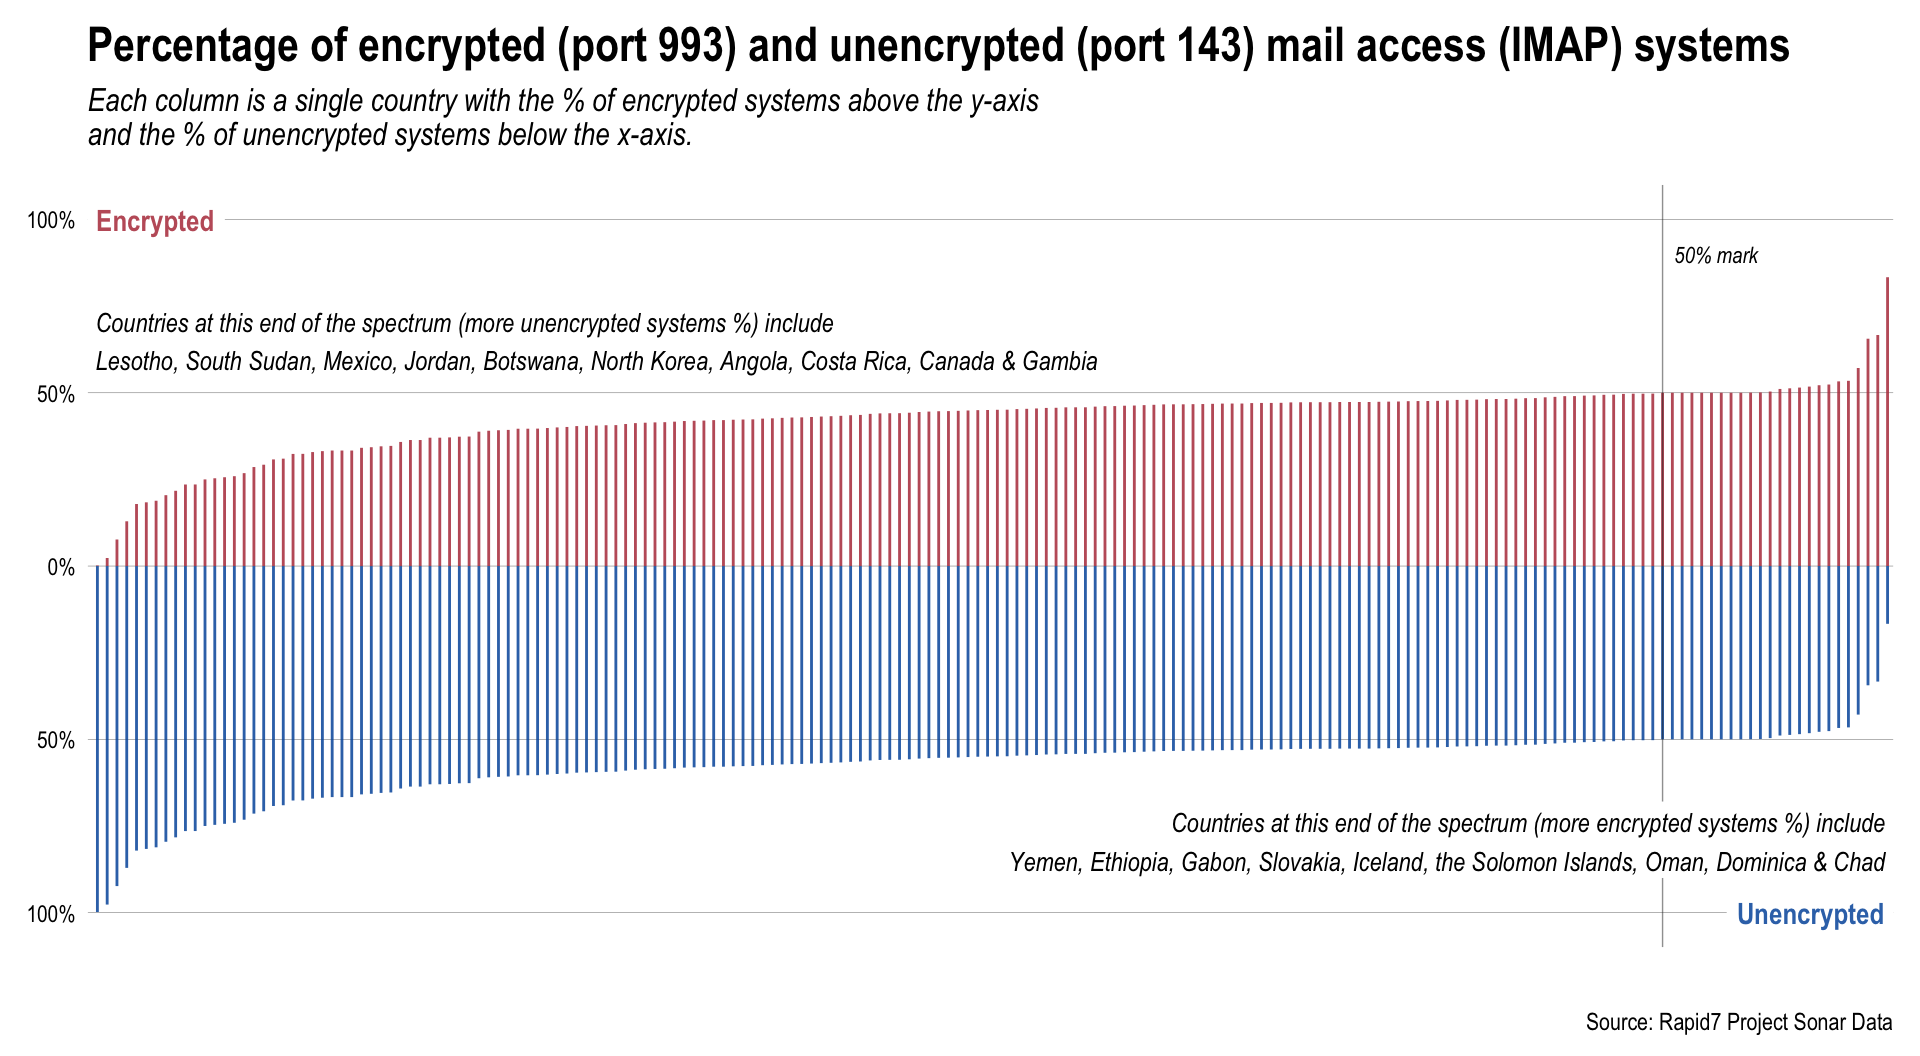 Percentage of encrypted (port 993) and unencrypted (port 143) mail access (IMAP) systems
Each column is a single country with the % of encrypted systems above the y-axis
and the % of unencrypted systems below the x-axis.
100%
Encrypted
50% mark
Countries at this end of the spectrum (more unencrypted systems %) include
Lesotho, South Sudan, Mexico, Jordan, Botswana, North Korea, Angola, Costa Rica, Canada & Gambia
50%
0%
50%
Countries at this end of the spectrum (more encrypted systems %) include
Yemen, Ethiopia, Gabon, Slovakia, Iceland, the Solomon Islands, Oman, Dominica & Chad
100%
Unencrypted
Source: Rapid7 Project Sonar Data